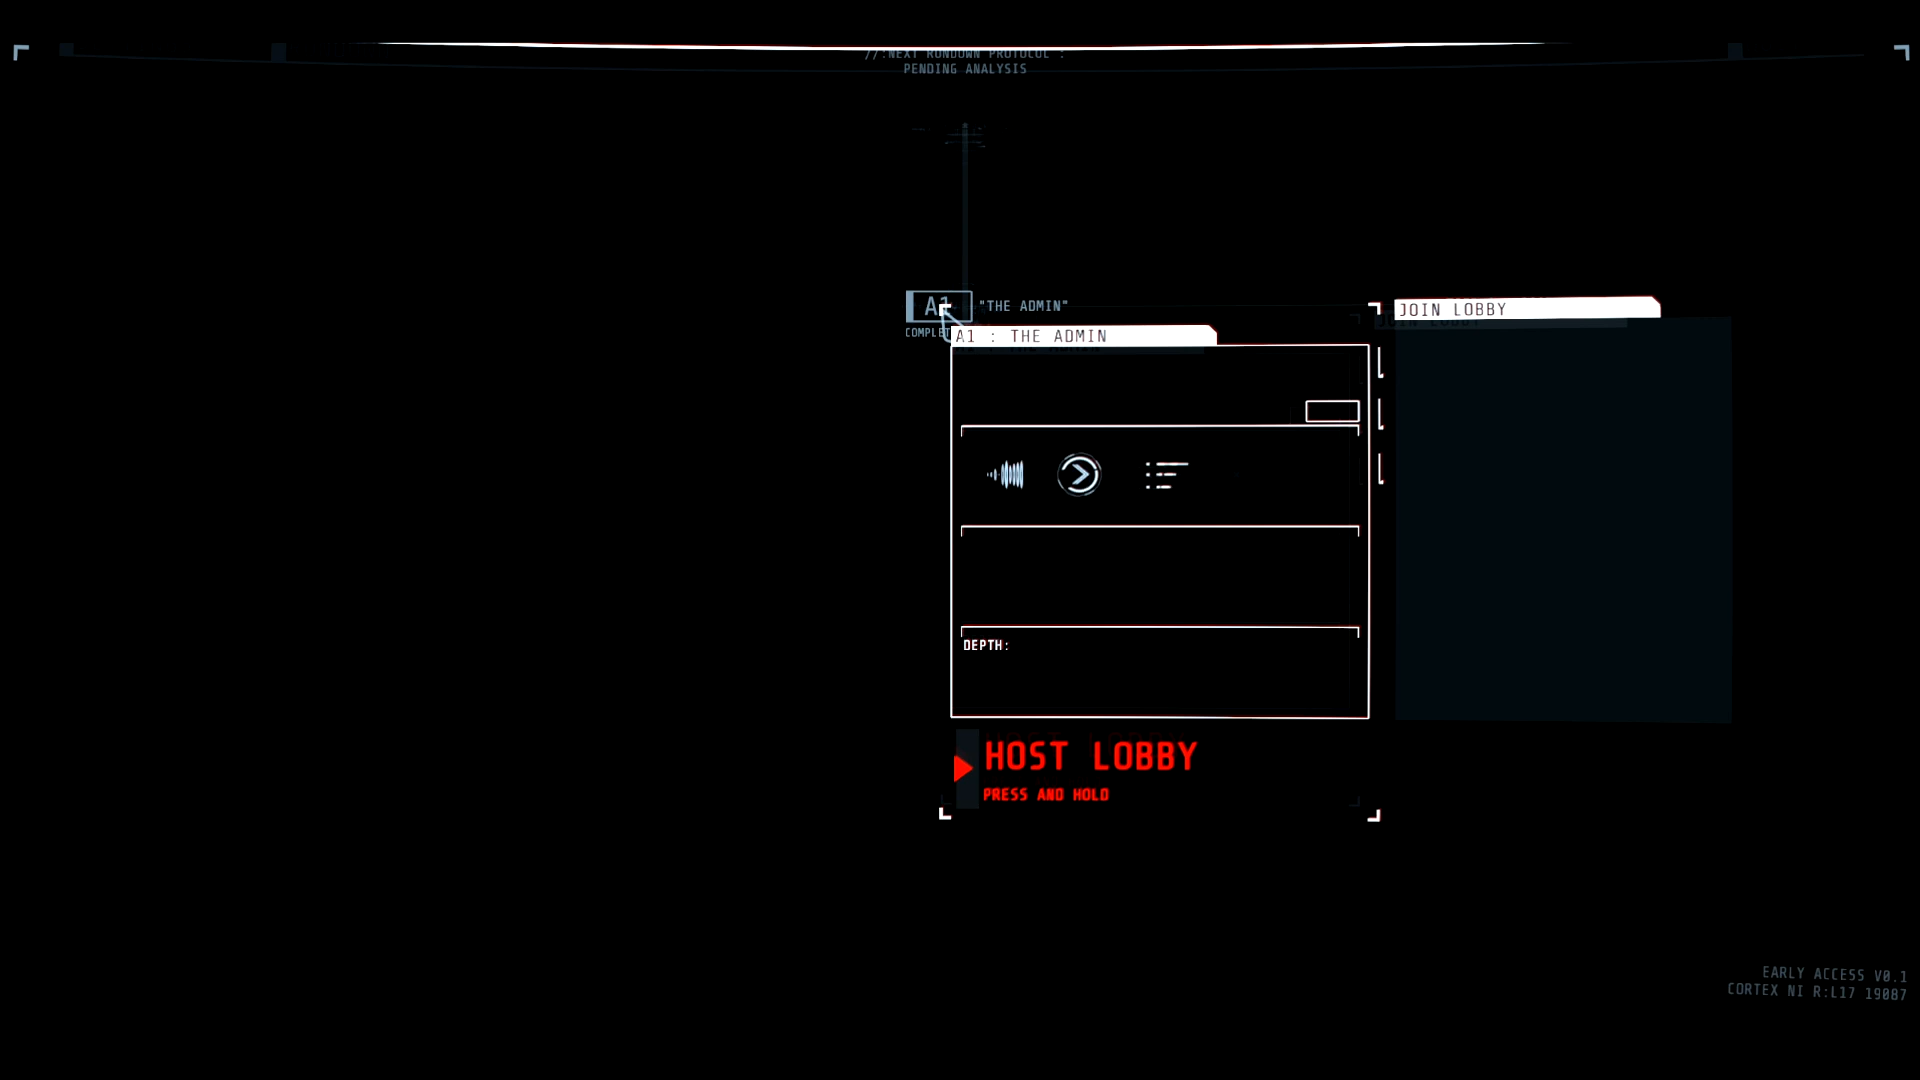 //:NEXT RUNDOWN PROTOCOL :
PENDING ANALYSIS
A1 "THE ADMIN"
A1 : THE ADMIN
JOIN LOBBY
DEPTH:
HOST LOBBY
PRESS AND HOLD
EARLY ACCESS V0.1
CORTEX NI R:L17 19087